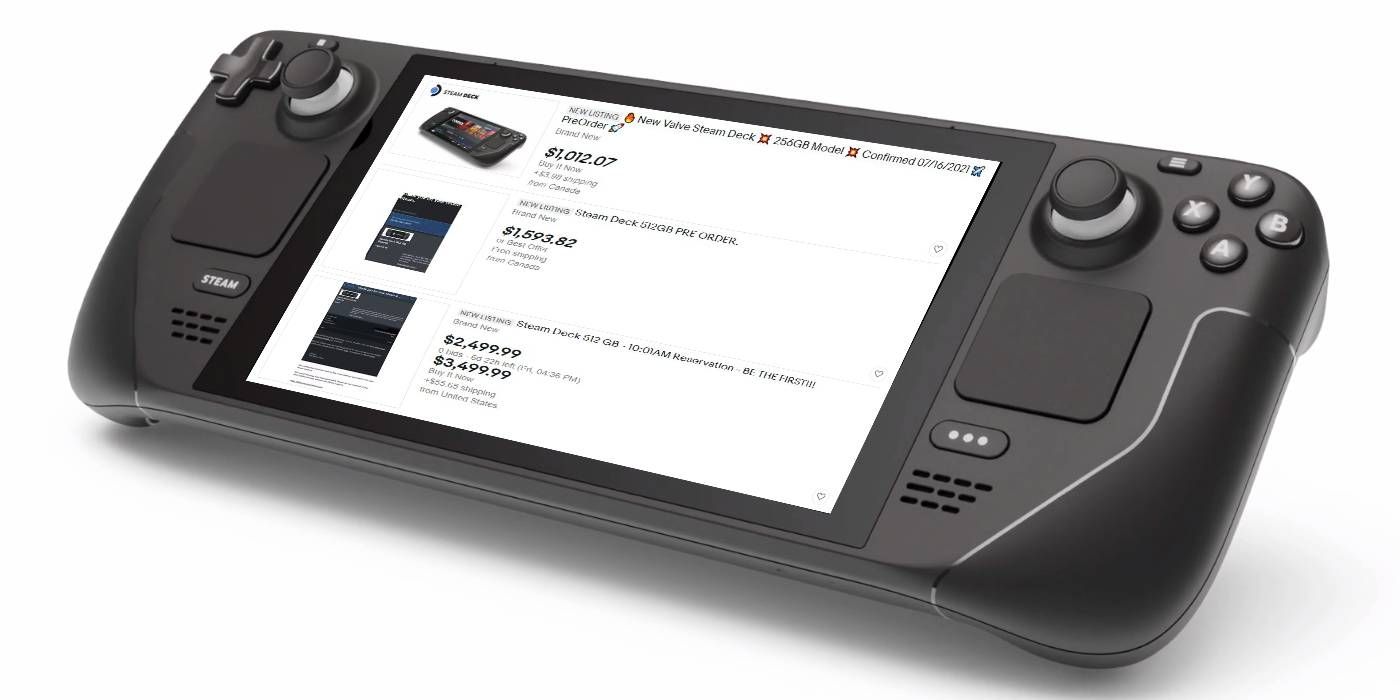 STEAM DECK
NEW LISTING 🔥 New Valve Steam Deck 💥 256GB Model 💥 Confirmed 07/16/2021 🚀
PreOrder 🚀
Brand New
$1,012.07
Buy It Now
+$3.98 shipping
from Canada
NEW LISTING Steam Deck 512GB PRE ORDER.
Brand New
$1,593.82
or Best Offer
shipping
from Canada
NEW LISTING Steam Deck 512 GB - 10:01AM Reservation - BE THE FIRST!!!
Brand New
$2,499.99
0 bids · 6d 22h left (Fri, 04:36 PM)
$3,499.99
Buy It Now
+$55.65 shipping
from United States
STEAM
Y
X
B
A